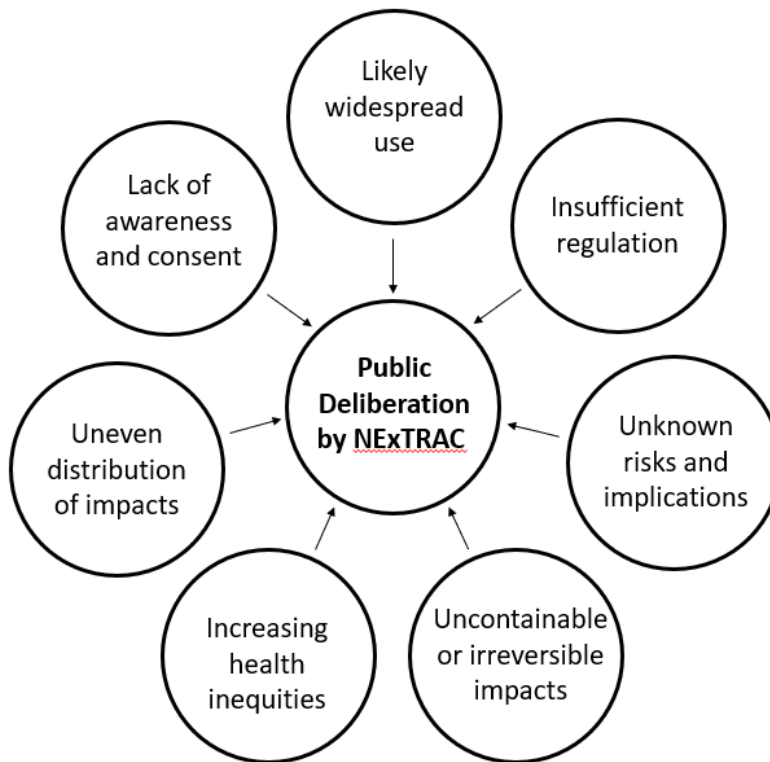 Likely
widespread
use
Insufficient
regulation
Unknown
risks and
implications
Uncontainable
or irreversible
impacts
Increasing
health
inequities
Uneven
distribution
of impacts
Lack of
awareness
and consent
Public
Deliberation
by NExTRAC